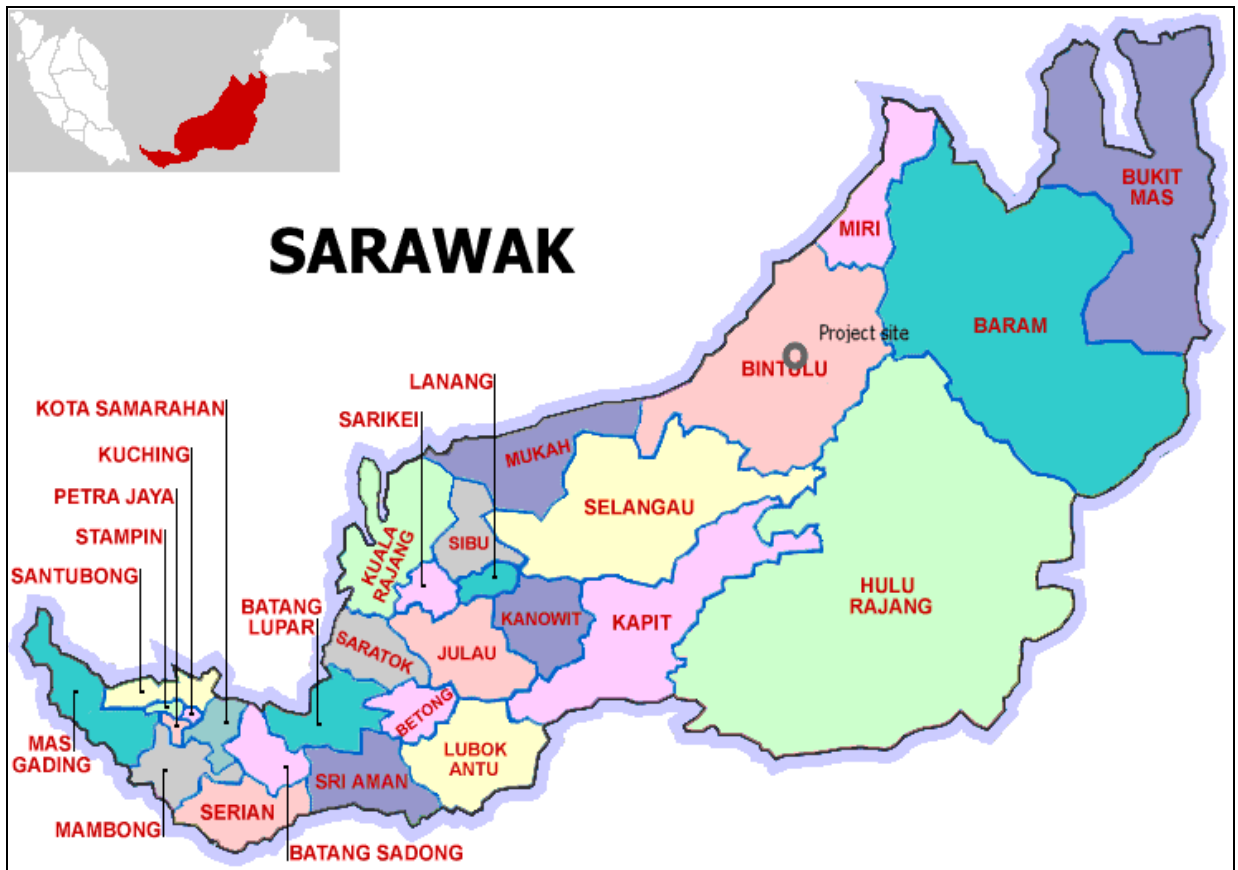 SARAWAK
BUKIT
MAS
MIRI
BARAM
Project site
BINTULU
LANANG
SARIKEI
KOTA SAMARAHAN
KUCHING
PETRA JAYA
STAMPIN
SANTUBONG
MUKAH
SELANGAU
SIBU
KUALA
RAJANG
HULU
RAJANG
BATANG
LUPAR
KANOWIT
KAPIT
SARATOK
JULAU
BETONG
MAS
GADING
LUBOK
ANTU
SRI AMAN
SERIAN
MAMBONG
BATANG SADONG